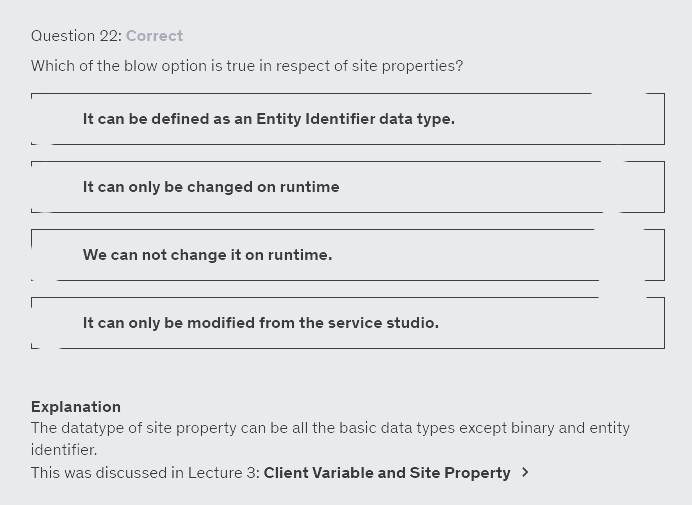 Question 22: Correct
Which of the blow option is true in respect of site properties?
It can be defined as an Entity Identifier data type.
It can only be changed on runtime
We can not change it on runtime.
It can only be modified from the service studio.
Explanation
The datatype of site property can be all the basic data types except binary and entity
identifier.
This was discussed in Lecture 3: Client Variable and Site Property >